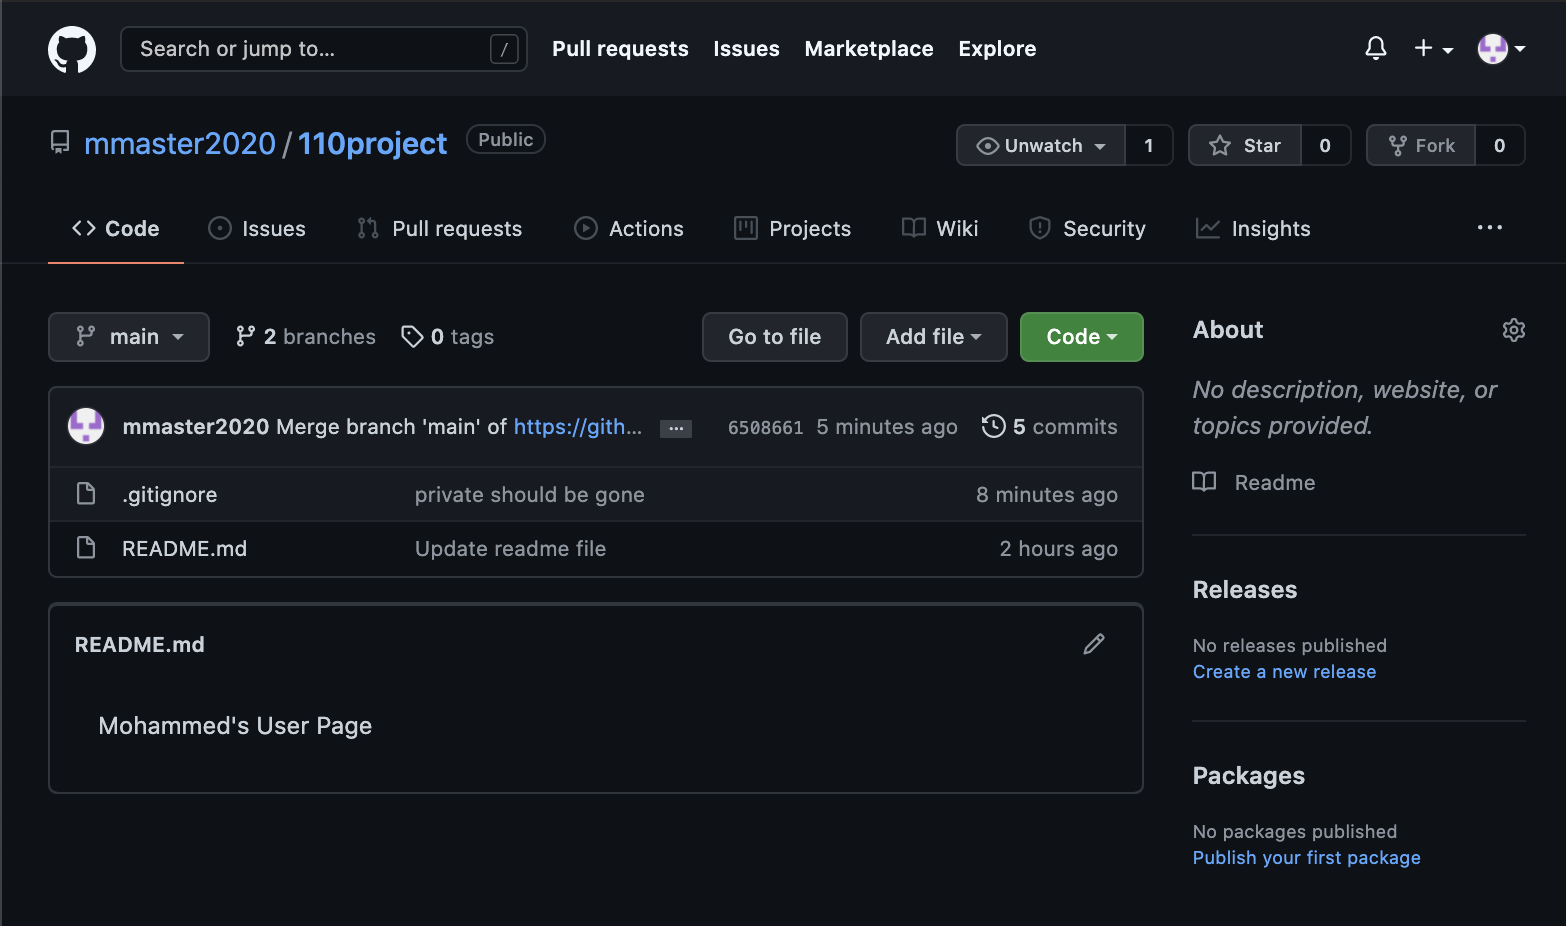 Search or jump to... /
Pull requests Issues Marketplace Explore
mmaster2020 / 110project Public
Unwatch 1 Star 0 Fork 0
<> Code Issues Pull requests Actions Projects Wiki Security Insights ...
main 2 branches 0 tags Go to file Add file Code
mmaster2020 Merge branch 'main' of https://gith... ... 6508661 5 minutes ago 5 commits
.gitignore private should be gone 8 minutes ago
README.md Update readme file 2 hours ago
README.md
Mohammed's User Page
About
No description, website, or
topics provided.
Readme
Releases
No releases published
Create a new release
Packages
No packages published
Publish your first package